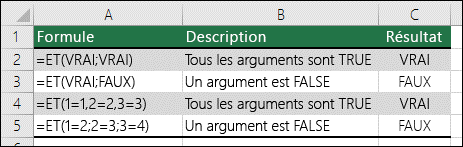 A B C
1 Formule Description Résultat
2 =ET(VRAI;VRAI) Tous les arguments sont TRUE VRAI
3 =ET(VRAI;FAUX) Un argument est FALSE FAUX
4 =ET(1=1,2=2,3=3) Tous les arguments sont TRUE VRAI
5 =ET(1=2;2=3;3=4) Un argument est FALSE FAUX